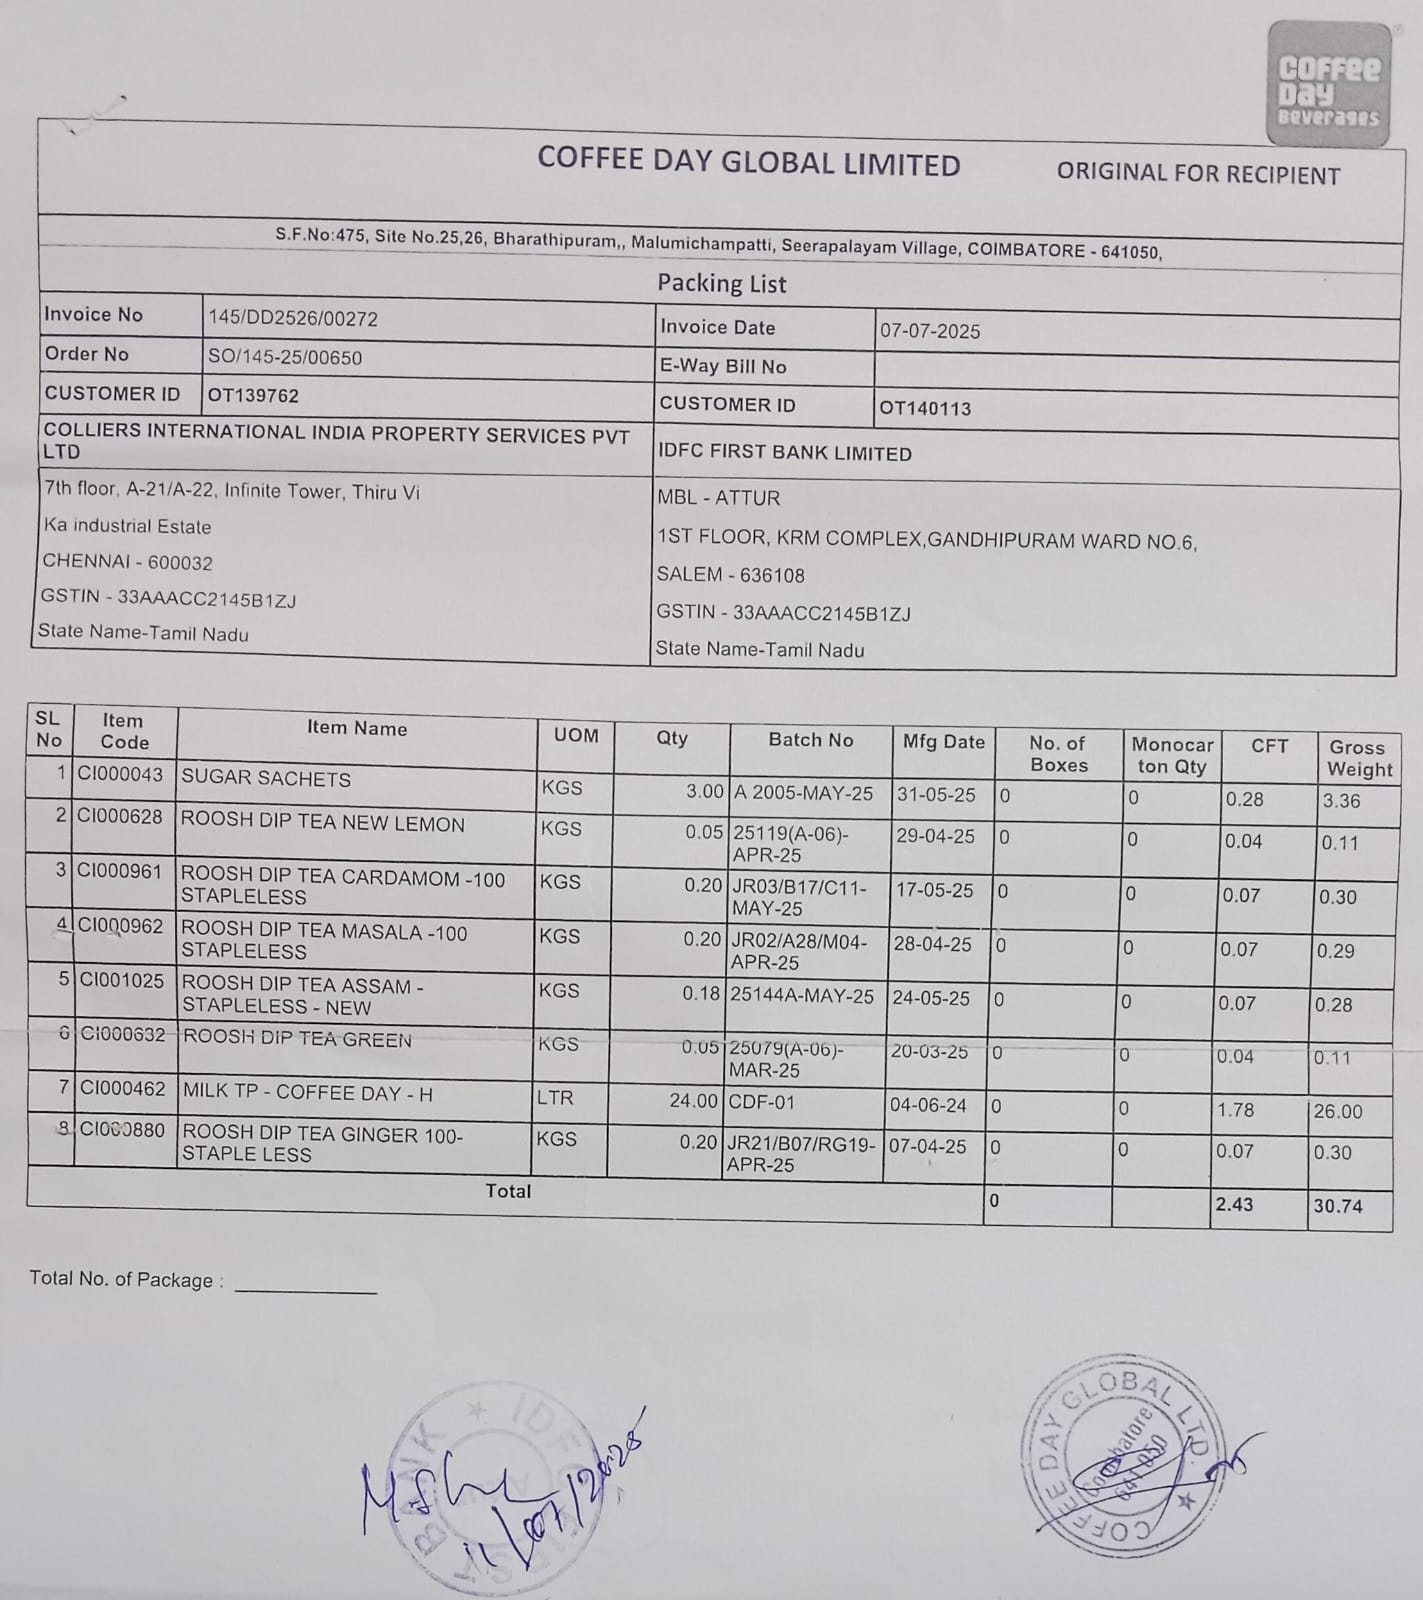 COFFEE
DAY
BEVERAGES
COFFEE DAY GLOBAL LIMITED ORIGINAL FOR RECIPIENT
S.F.No:475, Site No.25,26, Bharathipuram,, Malumichampatti, Seerapalayam Village, COIMBATORE - 641050,
Packing List
Invoice No 145/DD2526/00272 Invoice Date 07-07-2025
Order No SO/145-25/00650 E-Way Bill No
CUSTOMER ID OT139762 CUSTOMER ID OT140113
COLLIERS INTERNATIONAL INDIA PROPERTY SERVICES PVT
LTD
7th floor, A-21/A-22, Infinite Tower, Thiru Vi
Ka industrial Estate
CHENNAI - 600032
GSTIN - 33AAACC2145B1ZJ
State Name-Tamil Nadu
IDFC FIRST BANK LIMITED
MBL - ATTUR
1ST FLOOR, KRM COMPLEX,GANDHIPURAM WARD NO.6,
SALEM - 636108
GSTIN - 33AAACC2145B1ZJ
State Name-Tamil Nadu
SL No Item Code Item Name UOM Qty Batch No Mfg Date No. of Boxes Monocar ton Qty CFT Gross Weight
1 CI000043 SUGAR SACHETS KGS 3.00 A 2005-MAY-25 31-05-25 0 0 0.28 3.36
2 CI000628 ROOSH DIP TEA NEW LEMON KGS 0.05 25119(A-06)-APR-25 29-04-25 0 0 0.04 0.11
3 CI000961 ROOSH DIP TEA CARDAMOM -100 STAPLELESS KGS 0.20 JR03/B17/C11-MAY-25 17-05-25 0 0 0.07 0.30
4 CI000962 ROOSH DIP TEA MASALA -100 STAPLELESS KGS 0.20 JR02/A28/M04-APR-25 28-04-25 0 0 0.07 0.29
5 CI001025 ROOSH DIP TEA ASSAM - STAPLELESS - NEW KGS 0.18 25144A-MAY-25 24-05-25 0 0 0.07 0.28
6 CI000632 ROOSH DIP TEA GREEN KGS 0.05 25079(A-06)-MAR-25 20-03-25 0 0 0.04 0.11
7 CI000462 MILK TP - COFFEE DAY - H LTR 24.00 CDF-01 04-06-24 0 0 1.78 26.00
8 CI000880 ROOSH DIP TEA GINGER 100-STAPLE LESS KGS 0.20 JR21/B07/RG19-APR-25 07-04-25 0 0 0.07 0.30
Total 0 2.43 30.74
Total No. of Package :
IDFC FIRST BANK
11/07/2025
COFFEE DAY GLOBAL LTD.
Coimbatore
641 050